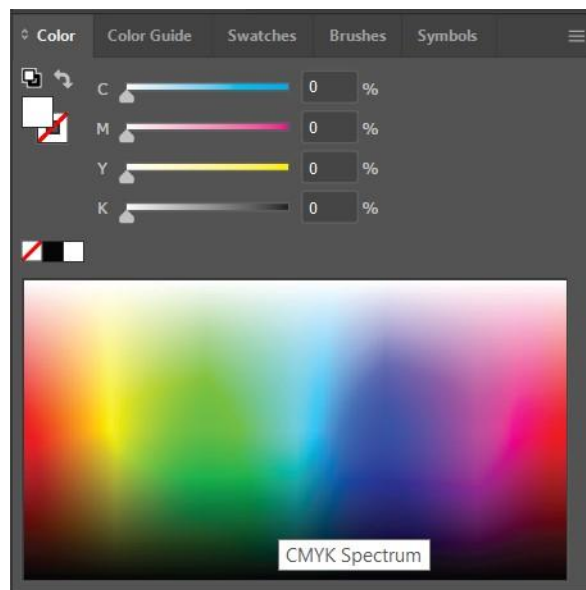 Color Color Guide Swatches Brushes Symbols
C 0 %
M 0 %
Y 0 %
K 0 %
CMYK Spectrum